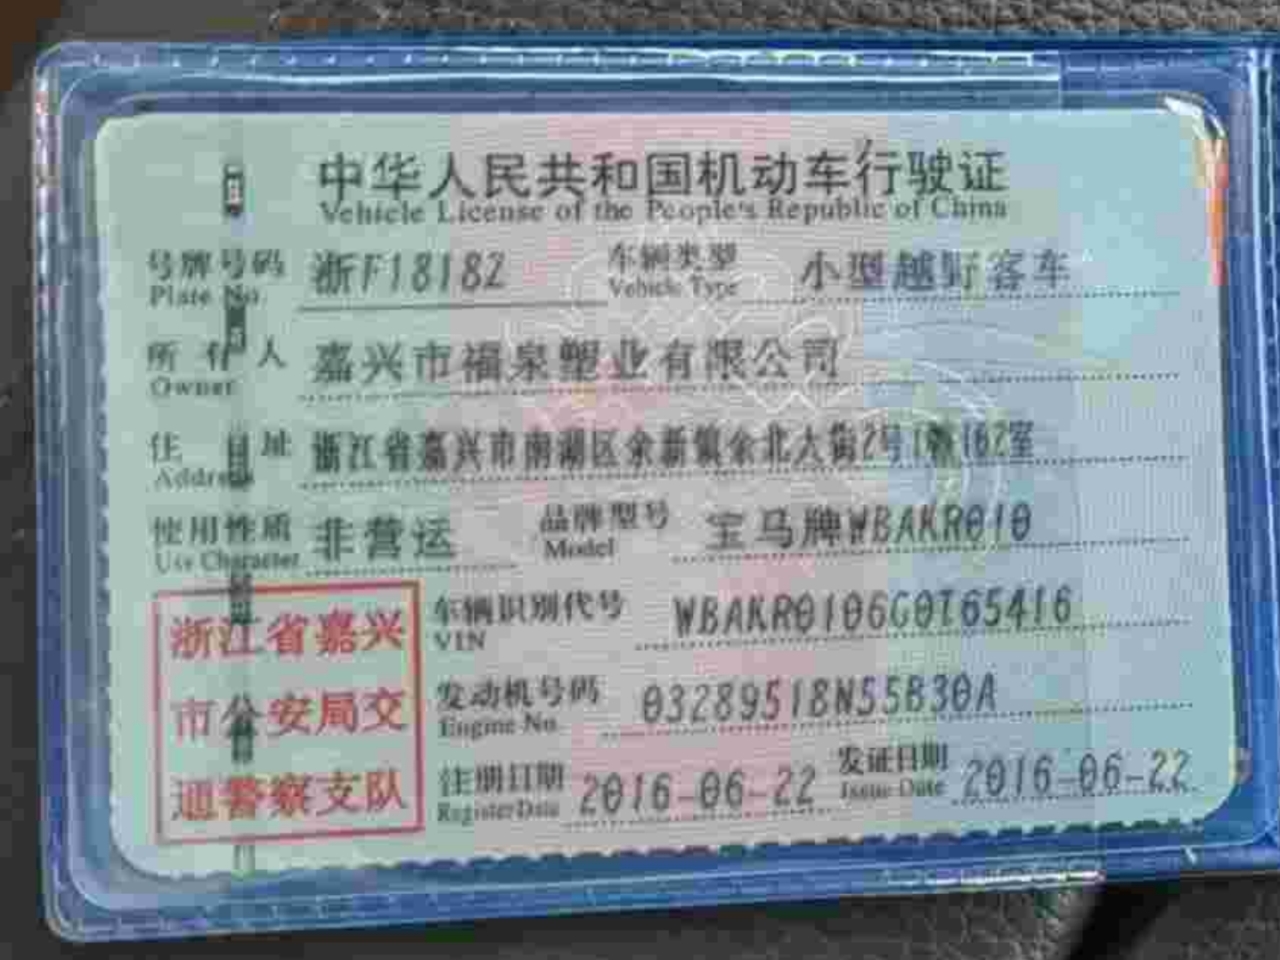 中华人民共和国机动车行驶证
Vehicle License of the People's Republic of China
号牌号码 浙F1818Z 车辆类型 小型越野客车
Plate No. Vehicle Type
所有人 嘉兴市福泉塑业有限公司
Owner
住址 浙江省嘉兴市南湖区余新镇余北大街2号1幢162室
Address
使用性质 非营运 品牌型号 宝马牌WBAKR010
Use Character Model
浙江省嘉兴
市公安局交
通警察支队
车辆识别代号 WBAKR0106G0T65416
VIN
发动机号码 03289518N55B30A
Engine No.
注册日期 2016-06-22 发证日期 2016-06-22
Register Date Issue Date